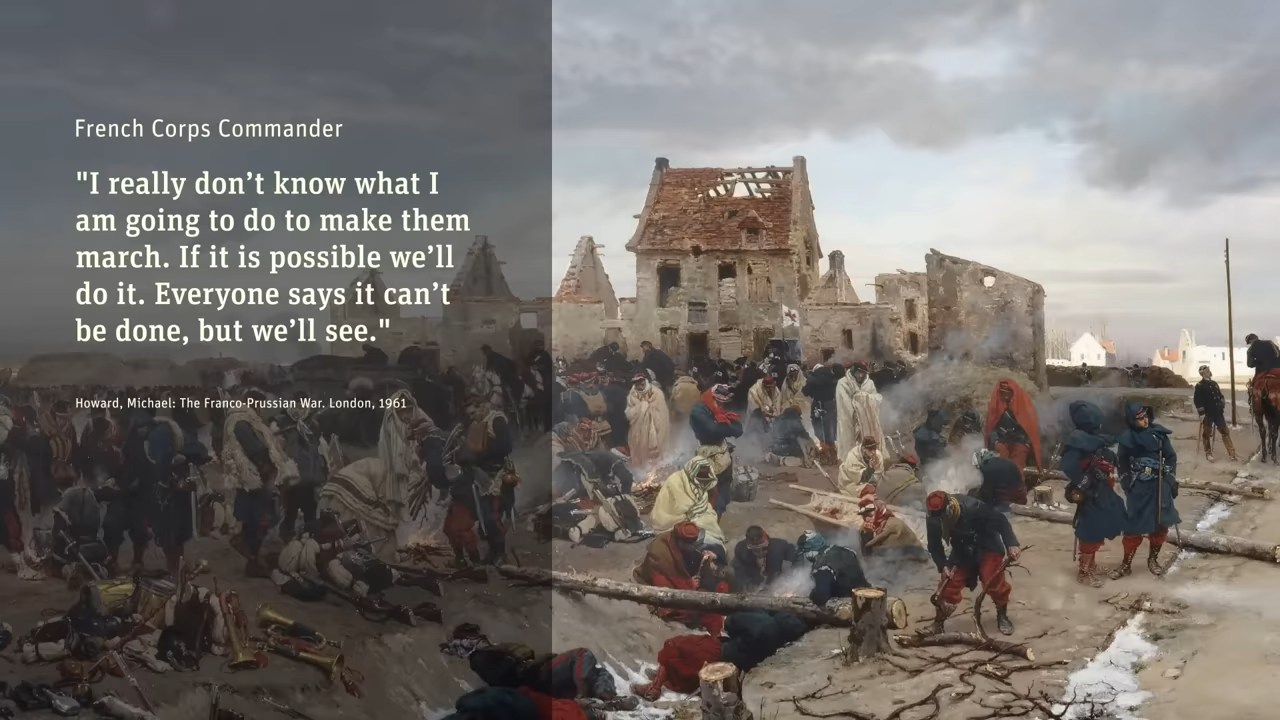 French Corps Commander
"I really don’t know what I
am going to do to make them
march. If it is possible we’ll
do it. Everyone says it can’t
be done, but we’ll see."
Howard, Michael: The Franco-Prussian War. London, 1961